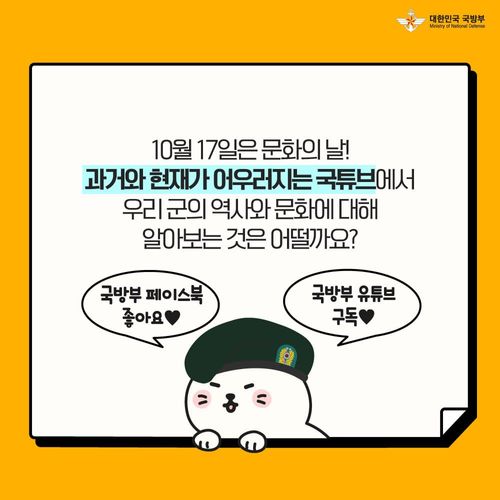 대한민국 국방부
Ministry of National Defense
10월 17일은 문화의 날!
과거와 현재가 어우러지는 국튜브에서
우리 군의 역사와 문화에 대해
알아보는 것은 어떨까요?
국방부 페이스북
좋아요♥
국방부 유튜브
구독♥